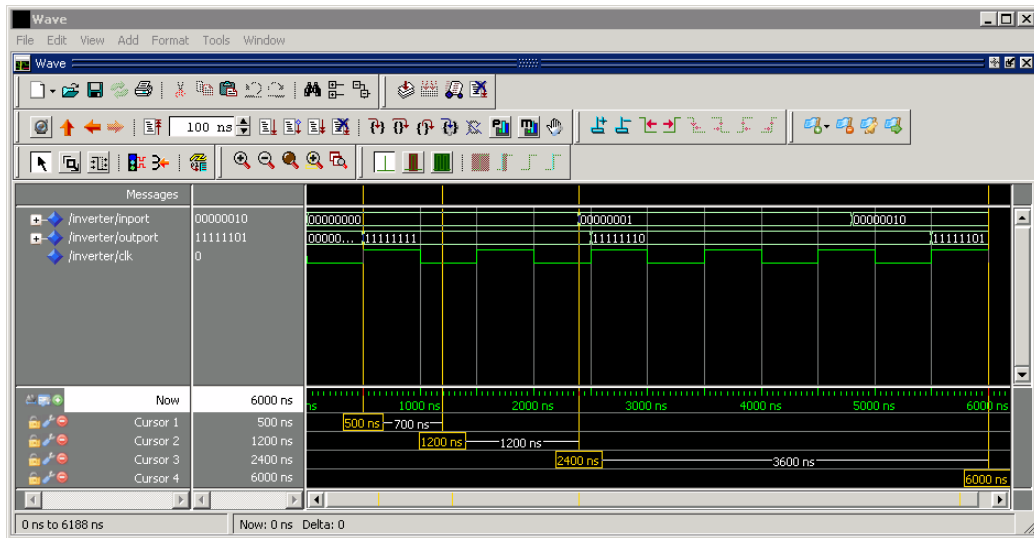 Wave
File Edit View Add Format Tools Window
Wave
100 ns
Messages
/inverter/inport 00000010 00000000 00000001 00000010
/inverter/outport 11111101 00000... 11111111 11111110 11111101
/inverter/clk 0
Now 6000 ns ns 1000 ns 2000 ns 3000 ns 4000 ns 5000 ns 6000 ns
Cursor 1 500 ns 500 ns 700 ns
Cursor 2 1200 ns 1200 ns 1200 ns
Cursor 3 2400 ns 2400 ns 3600 ns
Cursor 4 6000 ns 6000 ns
0 ns to 6188 ns Now: 0 ns Delta: 0